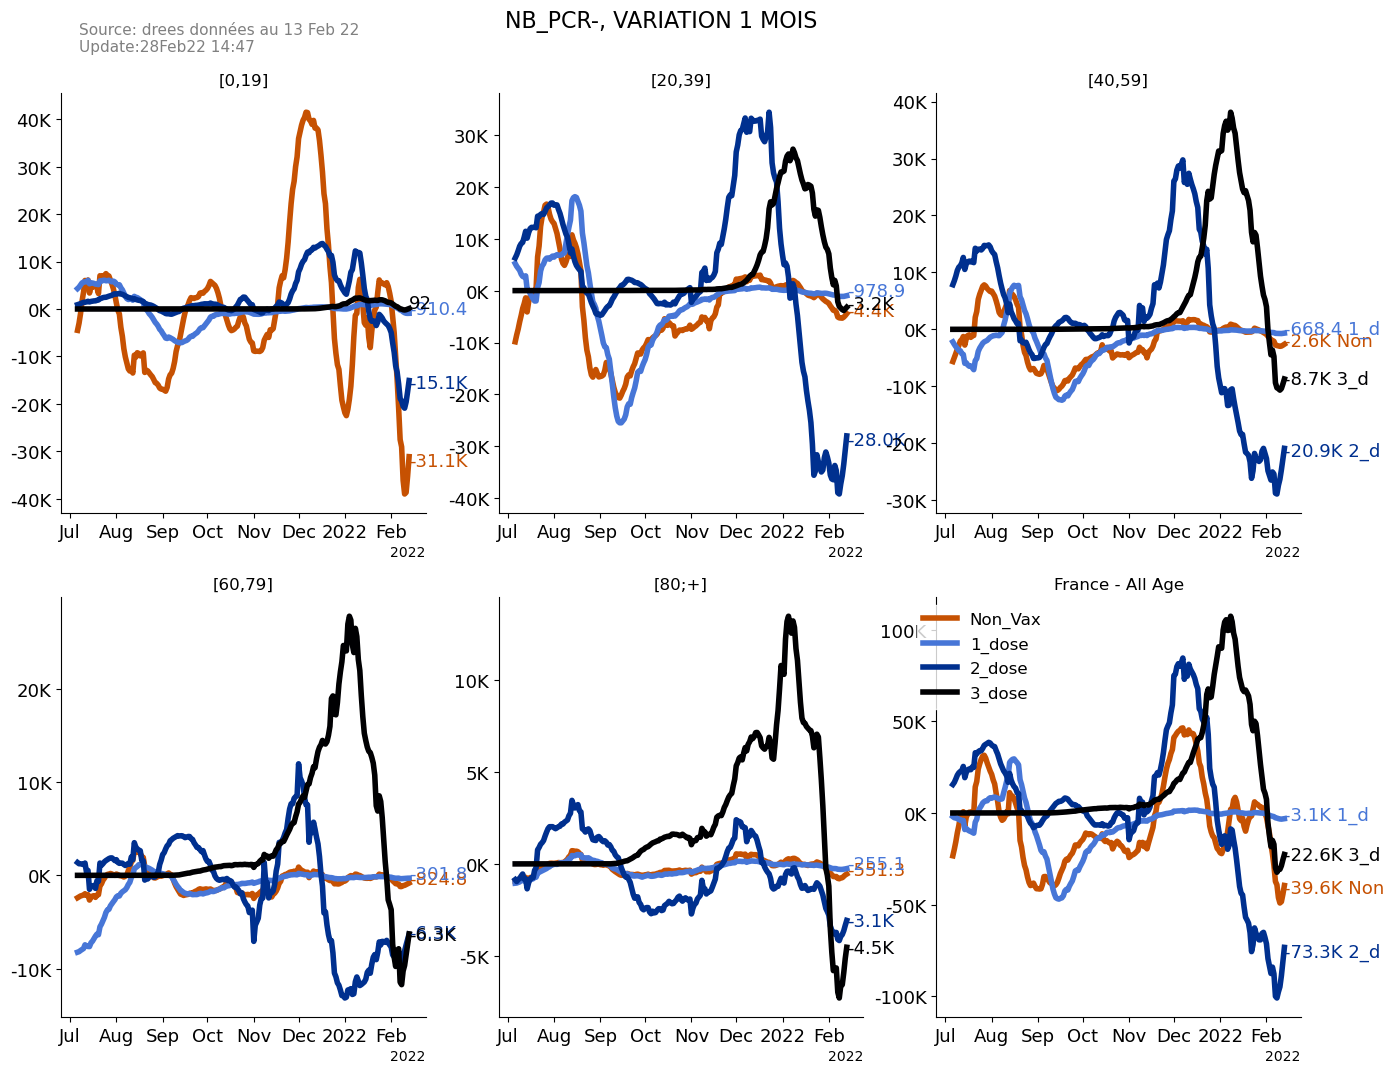 NB_PCR-, VARIATION 1 MOIS
Source: drees données au 13 Feb 22
Update:28Feb22 14:47
[0,19]
40K
30K
20K
10K
0K
-10K
-20K
-30K
-40K
92
-910.4
-15.1K
-31.1K
Jul Aug Sep Oct Nov Dec 2022 Feb
2022
[20,39]
30K
20K
10K
0K
-10K
-20K
-30K
-40K
-978.9
-3.2K
-4.4K
-28.0K
Jul Aug Sep Oct Nov Dec 2022 Feb
2022
[40,59]
40K
30K
20K
10K
0K
-10K
-20K
-30K
-668.4 1_d
-2.6K Non
-8.7K 3_d
-20.9K 2_d
Jul Aug Sep Oct Nov Dec 2022 Feb
2022
[60,79]
20K
10K
0K
-10K
-301.8
-824.8
-6.3K
Jul Aug Sep Oct Nov Dec 2022 Feb
2022
[80;+]
10K
5K
0K
-5K
-255.1
-551.3
-3.1K
-4.5K
Jul Aug Sep Oct Nov Dec 2022 Feb
2022
France - All Age
Non_Vax
1_dose
2_dose
3_dose
100K
50K
0K
-50K
-100K
-3.1K 1_d
-22.6K 3_d
-39.6K Non
-73.3K 2_d
Jul Aug Sep Oct Nov Dec 2022 Feb
2022